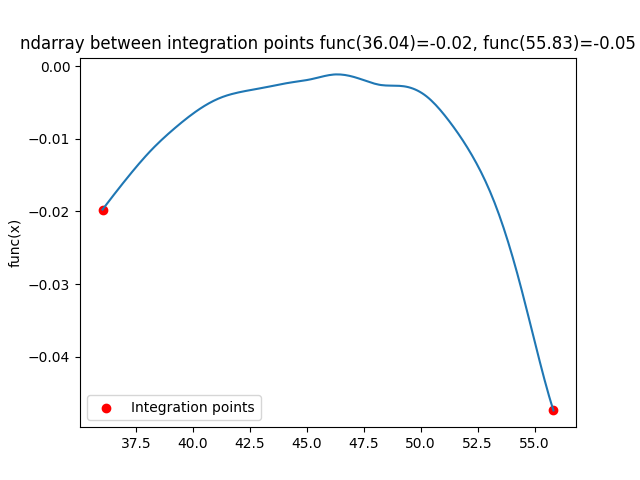 ndarray between integration points func(36.04)=-0.02, func(55.83)=-0.05
0.00
−0.01
−0.02
−0.03
−0.04
func(x)
Integration points
37.5 40.0 42.5 45.0 47.5 50.0 52.5 55.0